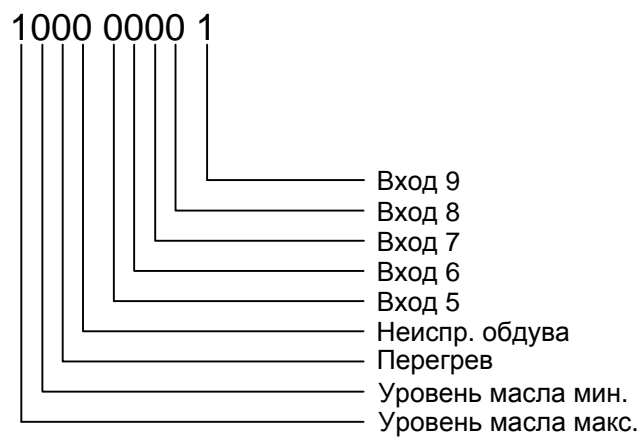 1000 0000 1
Вход 9
Вход 8
Вход 7
Вход 6
Вход 5
Неиспр. обдува
Перегрев
Уровень масла мин.
Уровень масла макс.